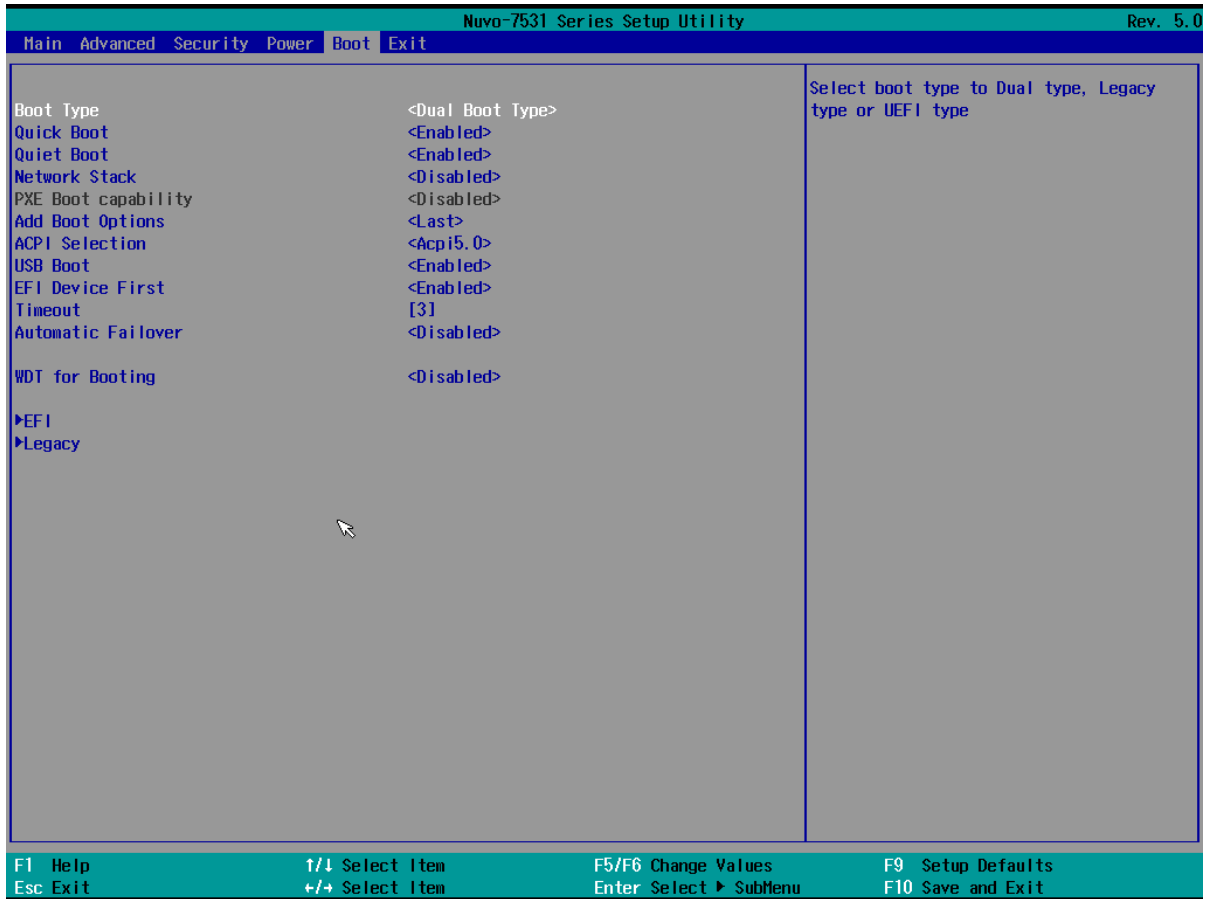 Nuvo-7531 Series Setup Utility Rev. 5.0
Main Advanced Security Power Boot Exit
Select boot type to Dual type, Legacy
type or UEFI type
Boot Type <Dual Boot Type>
Quick Boot <Enabled>
Quiet Boot <Enabled>
Network Stack <Disabled>
PXE Boot capability <Disabled>
Add Boot Options <Last>
ACPI Selection <Acpi5.0>
USB Boot <Enabled>
EFI Device First <Enabled>
Timeout [3]
Automatic Failover <Disabled>
WDT for Booting <Disabled>
▶EFI
▶Legacy
F1 Help ↑/↓ Select Item F5/F6 Change Values F9 Setup Defaults
Esc Exit ←/→ Select Item Enter Select ▶ SubMenu F10 Save and Exit